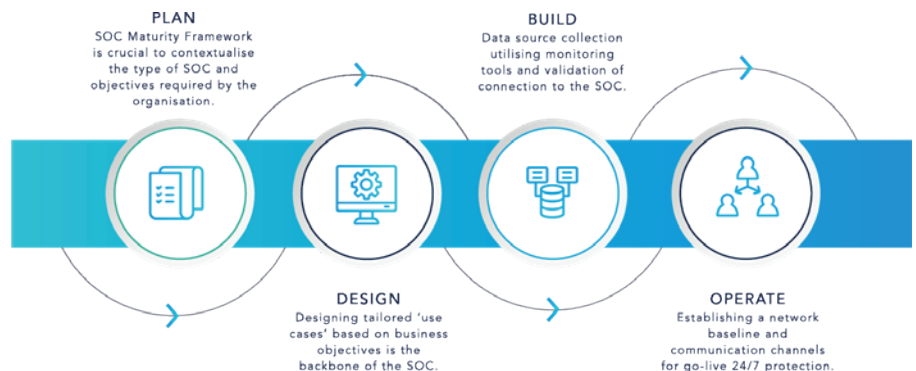 PLAN
SOC Maturity Framework
is crucial to contextualise
the type of SOC and
objectives required by the
organisation.
DESIGN
Designing tailored ‘use
cases’ based on business
objectives is the
backbone of the SOC.
BUILD
Data source collection
utilising monitoring
tools and validation of
connection to the SOC.
OPERATE
Establishing a network
baseline and
communication channels
for go-live 24/7 protection.